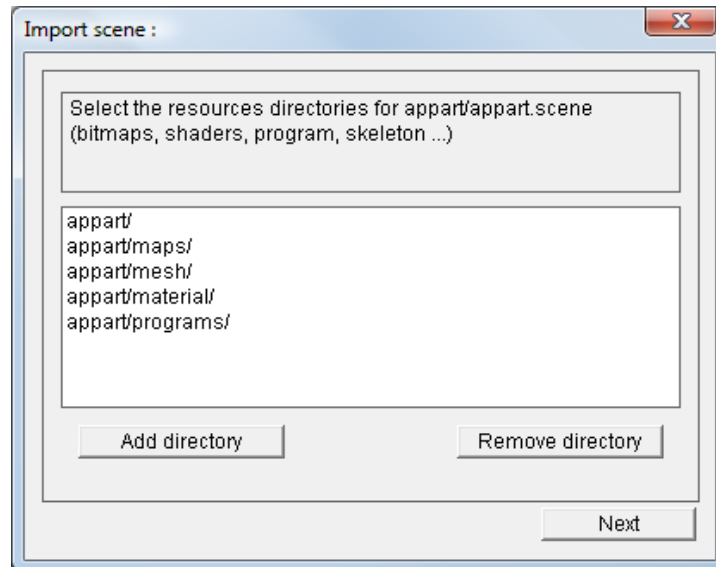 Import scene :
Select the resources directories for appart/appart.scene
(bitmaps, shaders, program, skeleton ...)
appart/
appart/maps/
appart/mesh/
appart/material/
appart/programs/
Add directory
Remove directory
Next